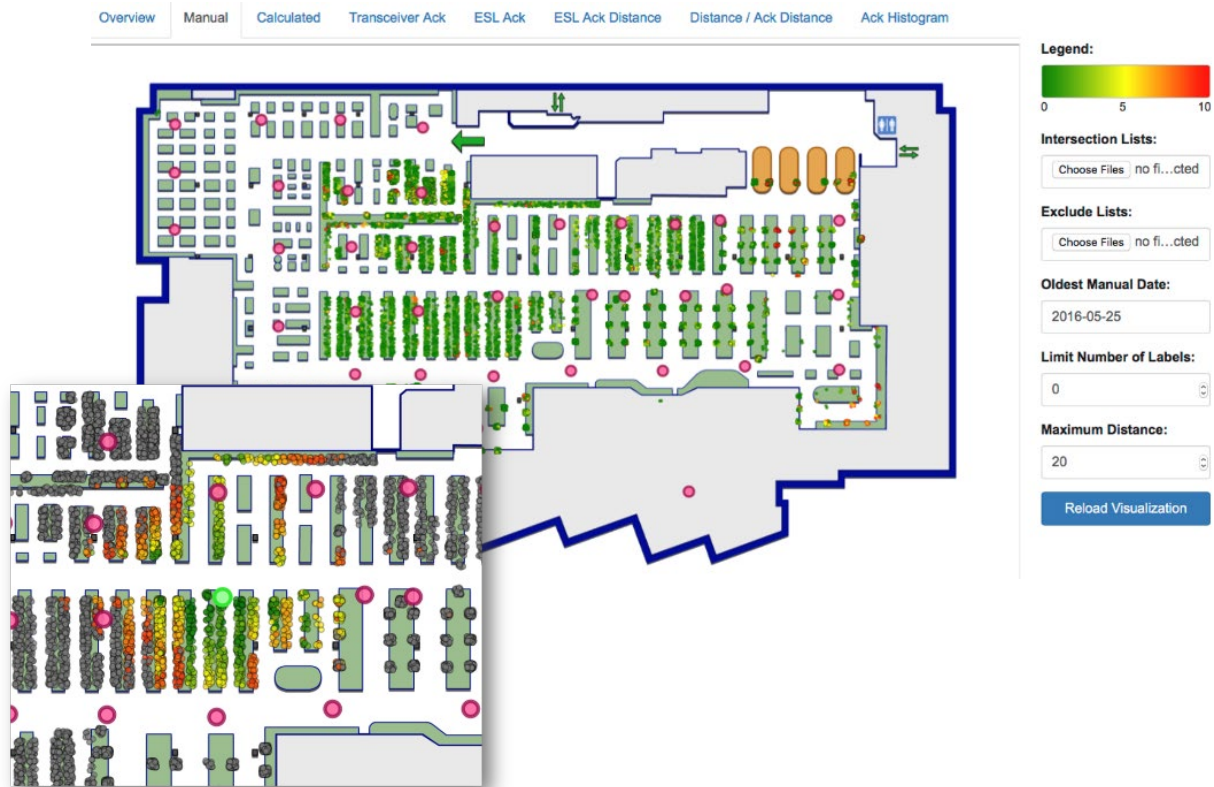 Overview Manual Calculated Transceiver Ack ESL Ack ESL Ack Distance Distance / Ack Distance Ack Histogram
Legend:
0 5 10
Intersection Lists:
Choose Files no fi...cted
Exclude Lists:
Choose Files no fi...cted
Oldest Manual Date:
2016-05-25
Limit Number of Labels:
0
Maximum Distance:
20
Reload Visualization